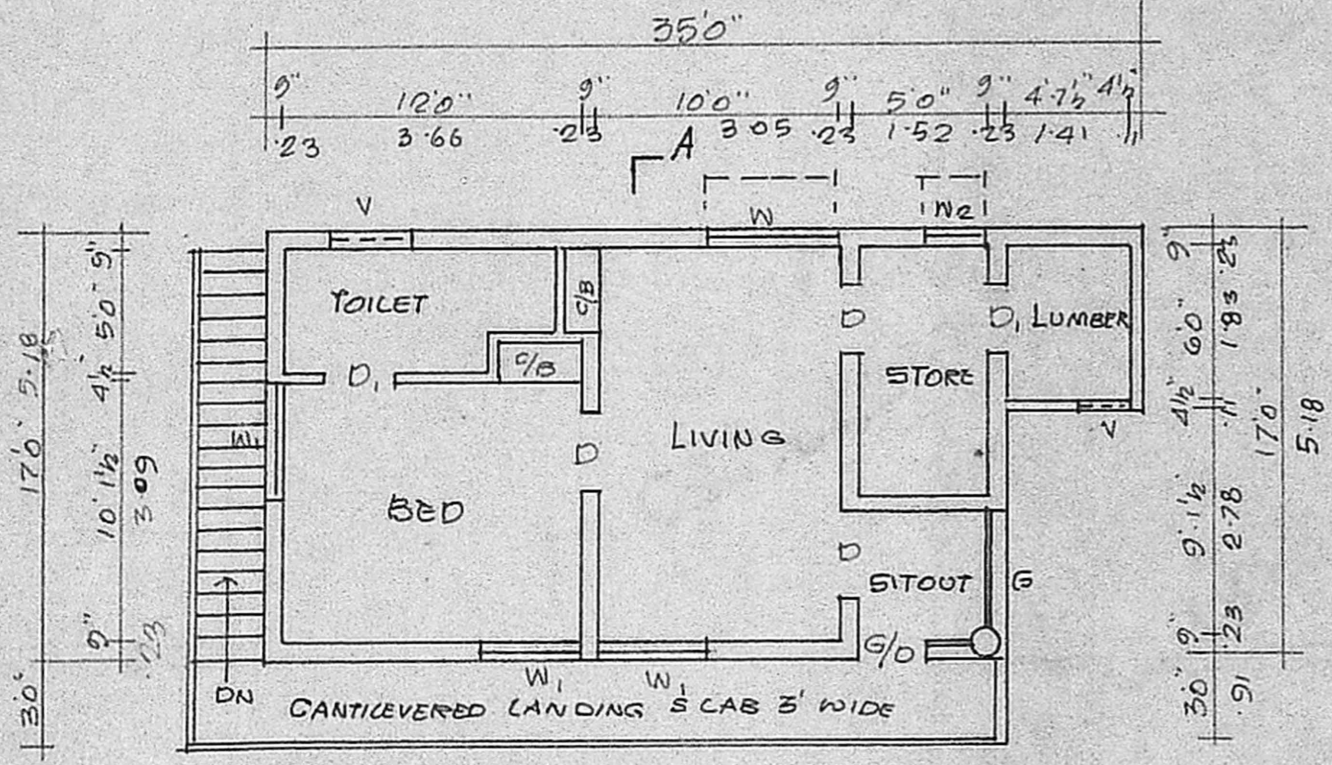 35'0"
9" 12'0" 9" 10'0" 9" 5'0" 9" 4'-7½" 4½"
.23 3.66 .23 3.05 .23 1.52 .23 1.41 .11
A
V W W2
TOILET C/B D D1 LUMBER
C/B
D1 STORE
W1 LIVING V
D
BED
D
SITOUT G
G/D
W1 W1
DN CANTILEVERED LANDING SLAB 3' WIDE
17'0" 5.18
3'0"
9" 5'0" 4½" 10'1½" 9"
3.09 .23
9" 6'0" 4½" 9'-1½" 9" 3'0"
.23 1.83 .11 2.78 .23 .91
17'0"
5.18